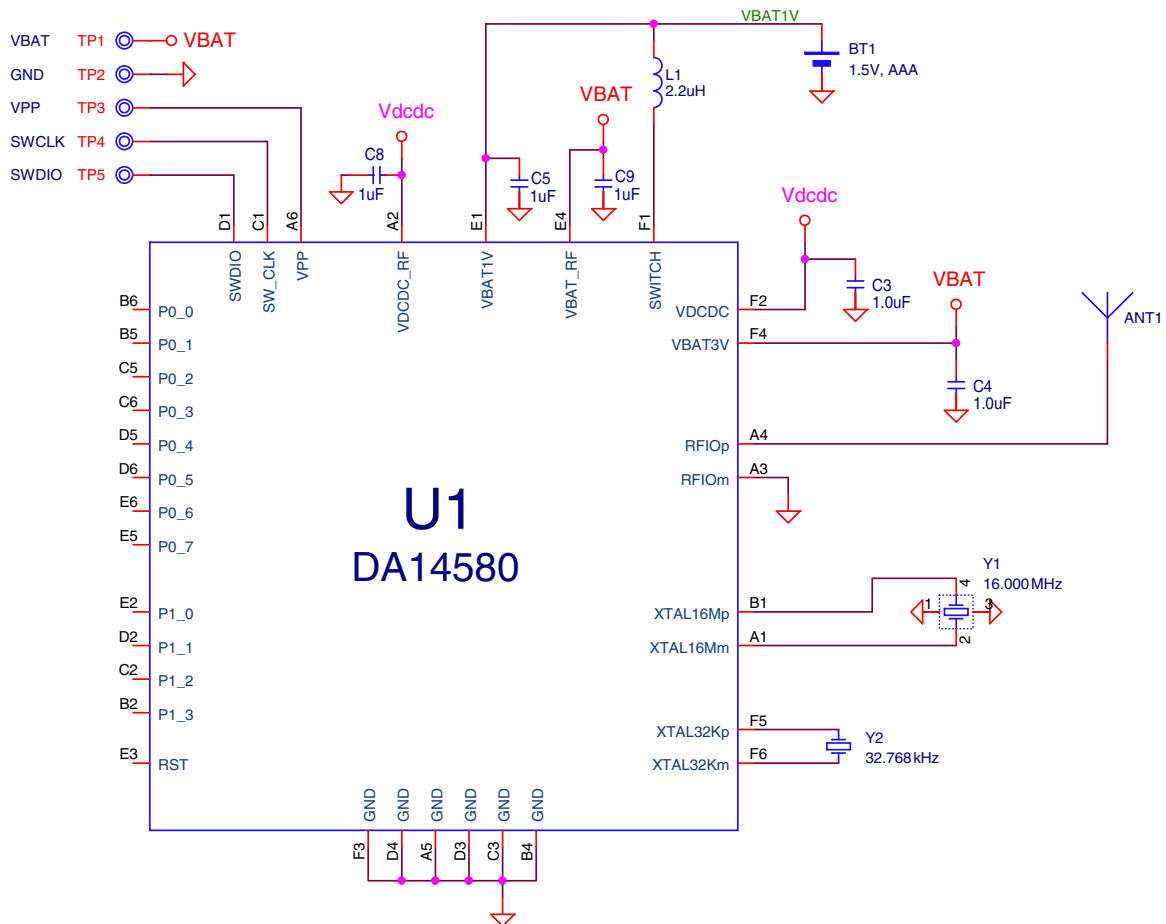 VBAT1V
VBAT TP1 VBAT
GND TP2
VPP TP3
SWCLK TP4
SWDIO TP5
BT1
1.5V, AAA
L1
2.2uH
VBAT
Vdcdc
C8
1uF
C5
1uF
C9
1uF
D1 C1 A6 A2 E1 E4 F1
SWDIO SW_CLK VPP VDCDC_RF VBAT1V VBAT_RF SWITCH
Vdcdc
C3
1.0uF
VBAT
C4
1.0uF
ANT1
B6 P0_0
B5 P0_1
C5 P0_2
C6 P0_3
D5 P0_4
D6 P0_5
E6 P0_6
E5 P0_7
E2 P1_0
D2 P1_1
C2 P1_2
B2 P1_3
E3 RST
U1
DA14580
VDCDC F2
VBAT3V F4
RFIOp A4
RFIOm A3
XTAL16Mp B1
XTAL16Mm A1
XTAL32Kp F5
XTAL32Km F6
Y1
16.000MHz
4
1 3
2
Y2
32.768kHz
GND GND GND GND GND GND
F3 D4 A5 D3 C3 B4